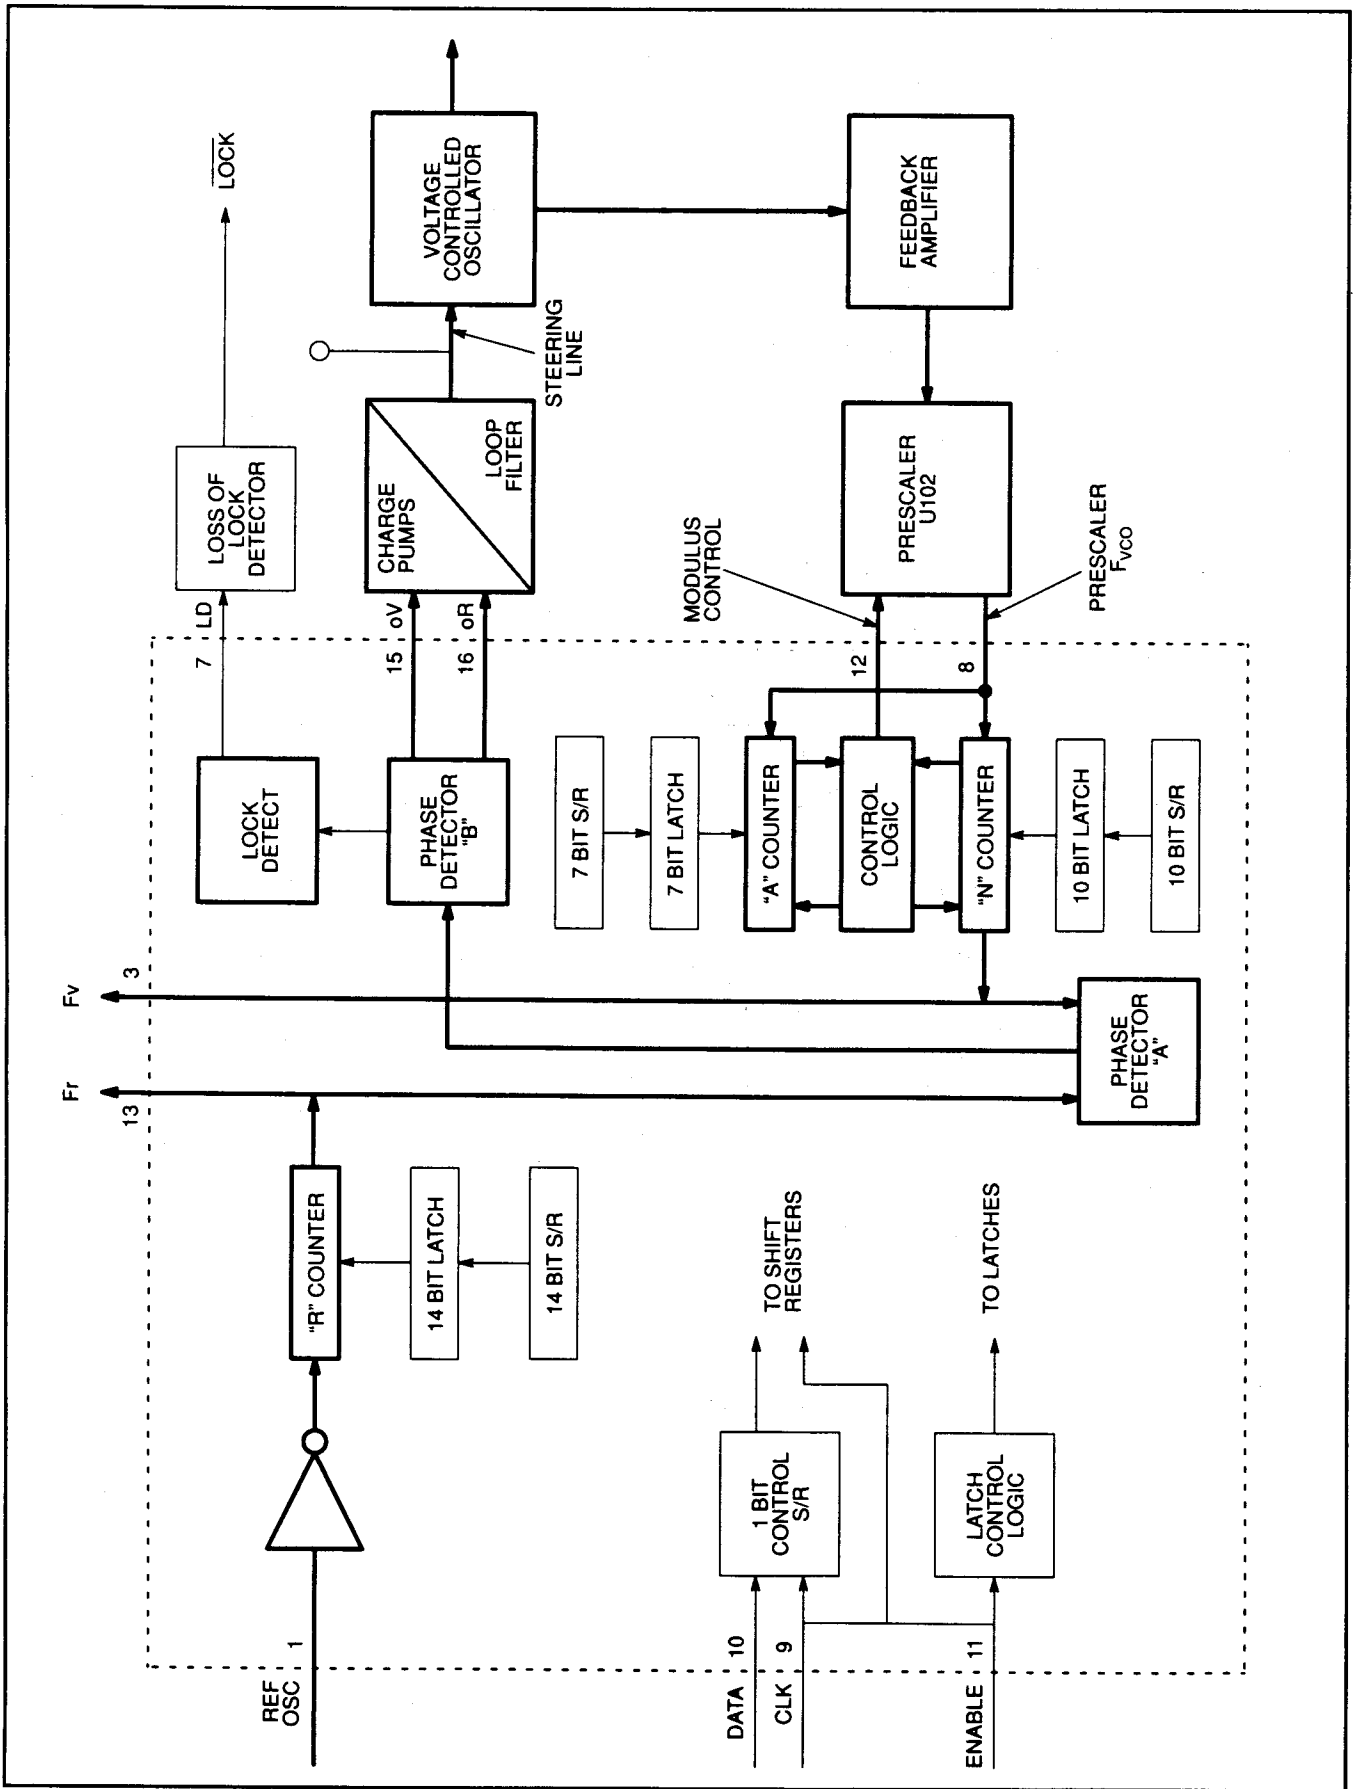 REF
OSC
1
"R" COUNTER
14 BIT LATCH
14 BIT S/R
Fr
13
Fv
3
LOCK
DETECT
7
LD
LOSS OF
LOCK
DETECTOR
LOCK
PHASE
DETECTOR
"B"
15
oV
16
oR
CHARGE
PUMPS
LOOP
FILTER
STEERING
LINE
VOLTAGE
CONTROLLED
OSCILLATOR
7 BIT S/R
7 BIT LATCH
"A" COUNTER
CONTROL
LOGIC
"N" COUNTER
10 BIT LATCH
10 BIT S/R
12
8
MODULUS
CONTROL
PRESCALER
U102
PRESCALER
FVCO
FEEDBACK
AMPLIFIER
DATA
10
CLK
9
1 BIT
CONTROL
S/R
TO SHIFT
REGISTERS
ENABLE
11
LATCH
CONTROL
LOGIC
TO LATCHES
PHASE
DETECTOR
"A"